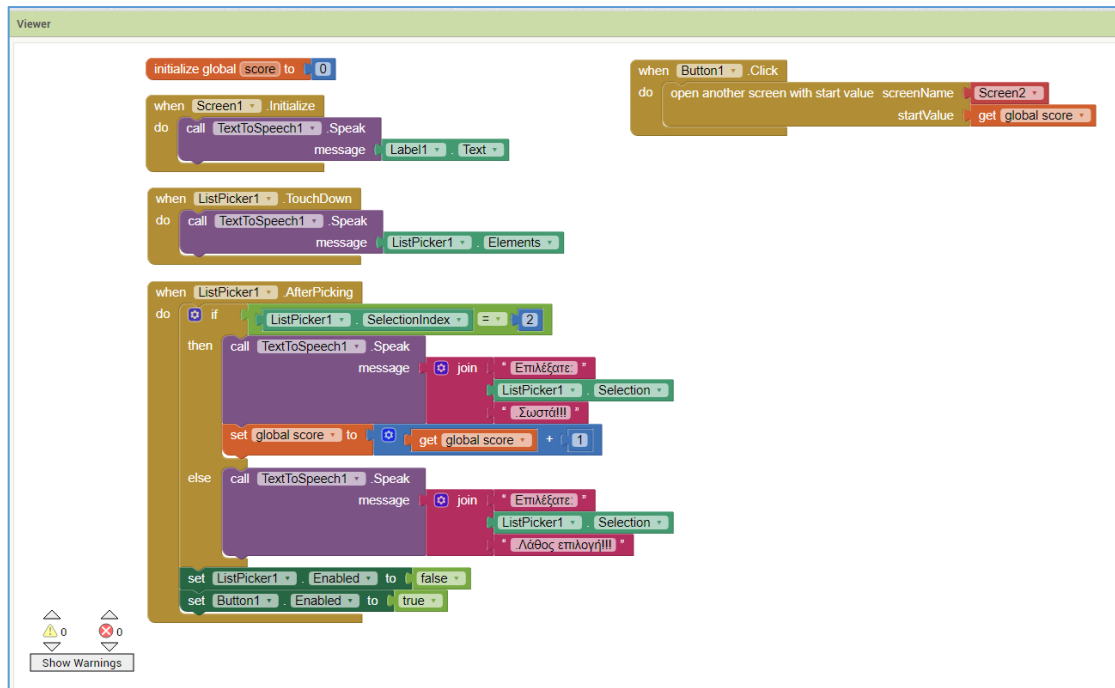 Viewer
initialize global score to 0
when Screen1 .Initialize
do call TextToSpeech1 .Speak
message Label1 . Text
when ListPicker1 .TouchDown
do call TextToSpeech1 .Speak
message ListPicker1 . Elements
when ListPicker1 .AfterPicking
do if ListPicker1 . SelectionIndex = 2
then call TextToSpeech1 .Speak
message join " Επιλέξατε: "
ListPicker1 . Selection
" .Σωστά!!! "
set global score to get global score + 1
else call TextToSpeech1 .Speak
message join " Επιλέξατε: "
ListPicker1 . Selection
" .Λάθος επιλογή!!! "
set ListPicker1 . Enabled to false
set Button1 . Enabled to true
when Button1 .Click
do open another screen with start value screenName Screen2
startValue get global score
0 0
Show Warnings